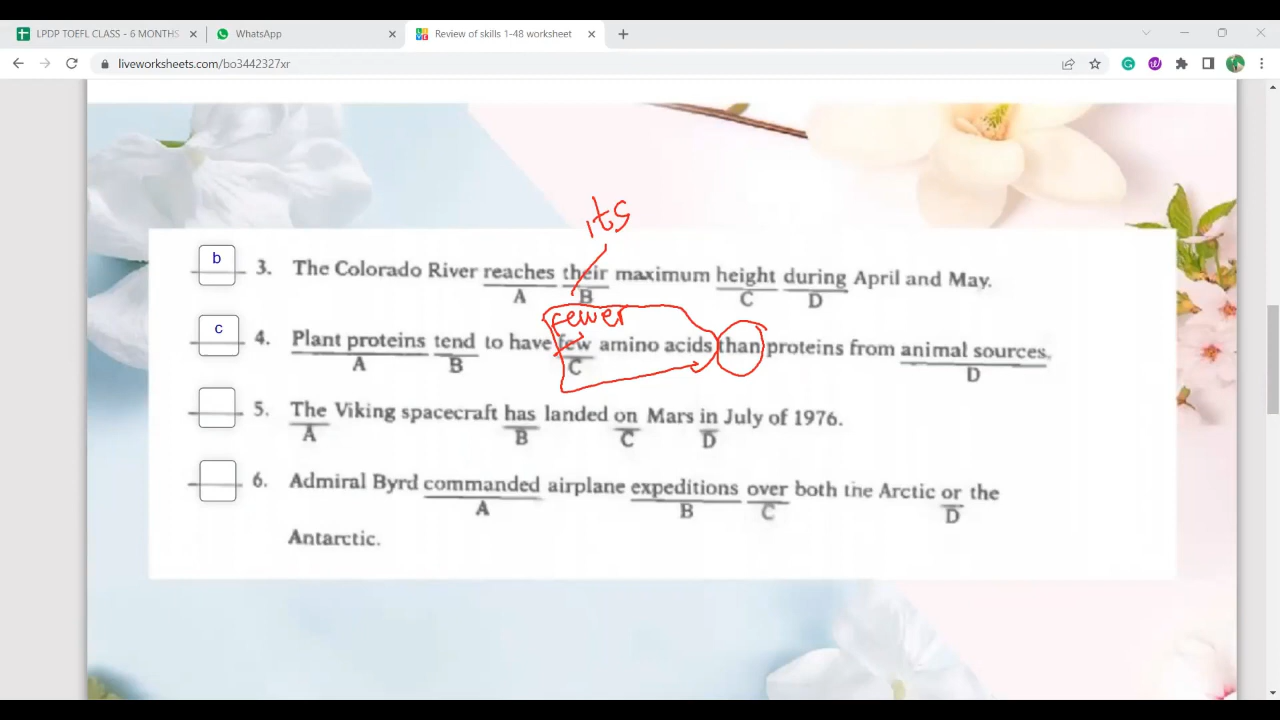 LPDP TOEFL CLASS - 6 MONTHS
WhatsApp
Review of skills 1-48 worksheet
liveworksheets.com/bo3442327xr
its
b 3. The Colorado River reaches their maximum height during April and May.
A B C D
fewer
c 4. Plant proteins tend to have few amino acids than proteins from animal sources.
A B C D
5. The Viking spacecraft has landed on Mars in July of 1976.
A B C D
6. Admiral Byrd commanded airplane expeditions over both the Arctic or the
A B C D
Antarctic.